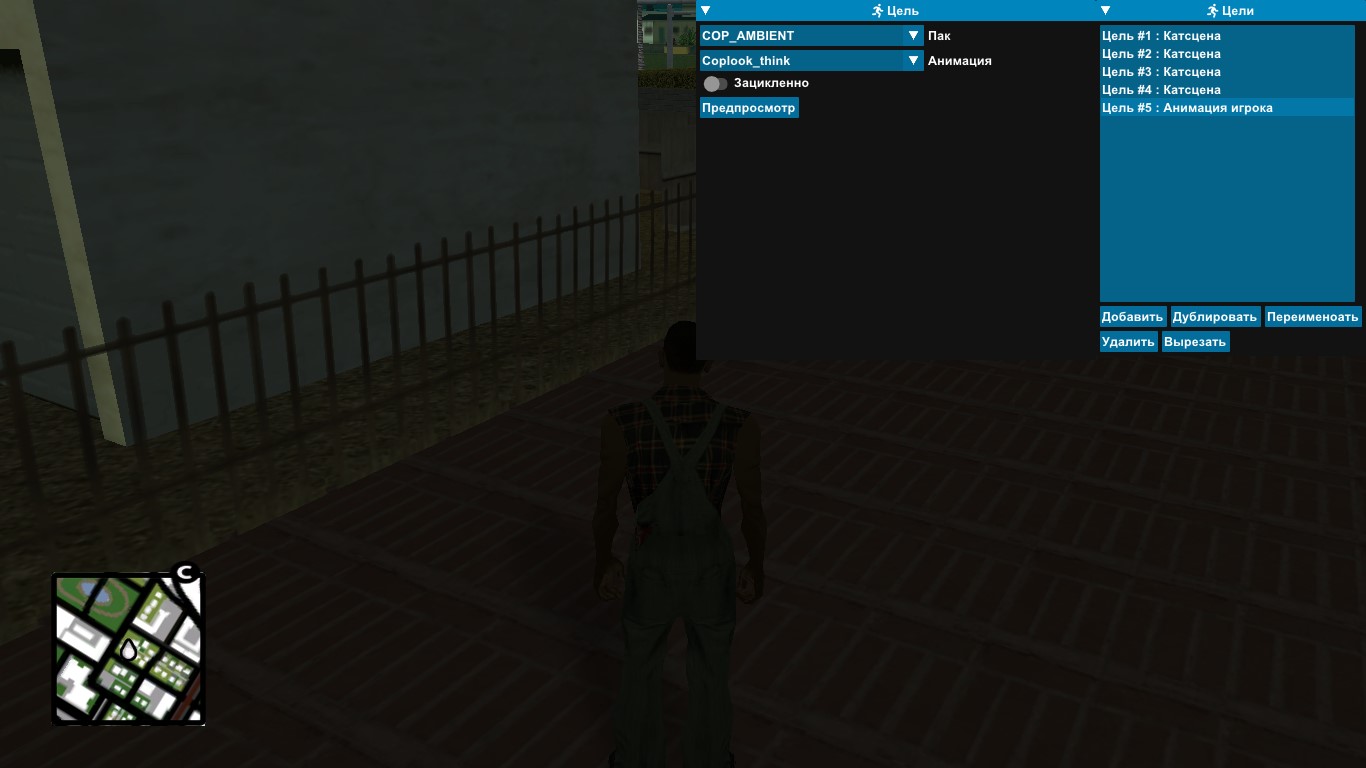 Цель
COP_AMBIENT Пак
Coplook_think Анимация
Зацикленно
Предпросмотр
Цели
Цель #1 : Катсцена
Цель #2 : Катсцена
Цель #3 : Катсцена
Цель #4 : Катсцена
Цель #5 : Анимация игрока
Добавить Дублировать Переименоать
Удалить Вырезать
С